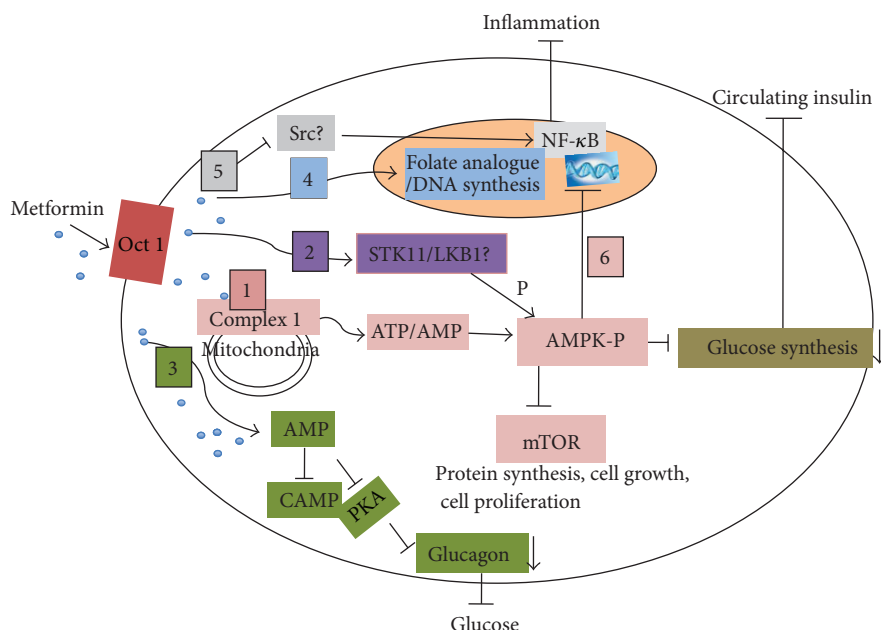 Inflammation
Circulating insulin
Src?
NF-κB
5
4
Folate analogue
/DNA synthesis
Metformin
Oct 1
2
STK11/LKB1?
6
P
1
Complex 1
Mitochondria
ATP/AMP
AMPK-P
Glucose synthesis
3
AMP
mTOR
Protein synthesis, cell growth,
cell proliferation
CAMP
PKA
Glucagon
Glucose